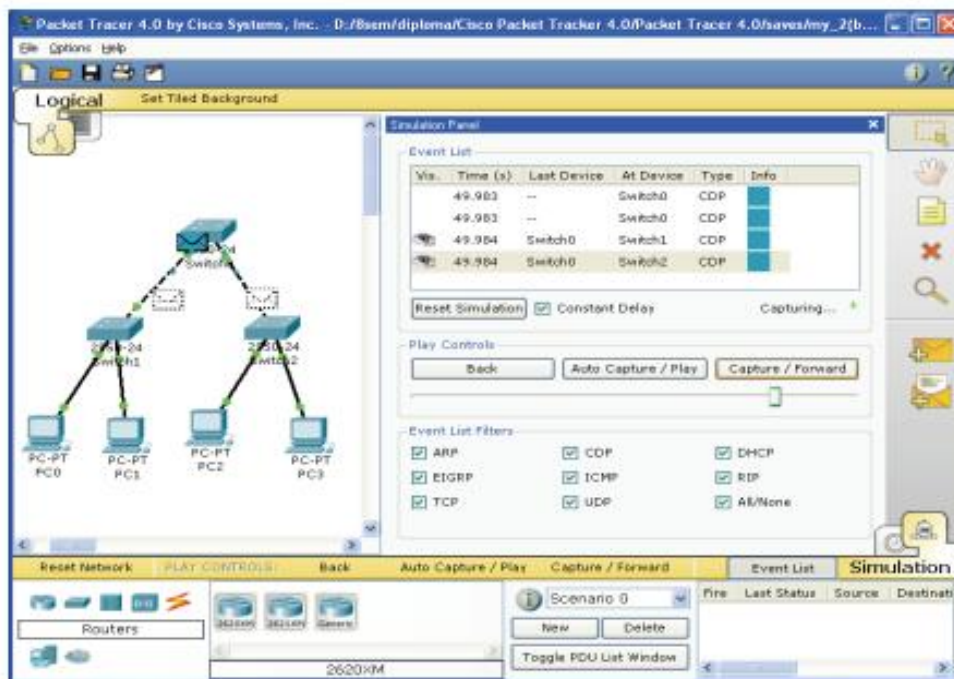 Packet Tracer 4.0 by Cisco Systems, Inc. - D:/8sem/diploma/Cisco Packet Tracker 4.0/Packet Tracer 4.0/saves/my_2(b...
File Options Help
Logical Set Tiled Background
Simulation Panel
Event List
Vis. Time (s) Last Device At Device Type Info
49.983 -- Switch0 CDP
49.983 -- Switch0 CDP
49.984 Switch0 Switch1 CDP
49.984 Switch0 Switch2 CDP
Reset Simulation Constant Delay Capturing...
Play Controls
Back Auto Capture / Play Capture / Forward
Event List Filters
ARP CDP DHCP
EIGRP ICMP RIP
TCP UDP All/None
Switch1
Switch2
PC-PT
PC0
PC-PT
PC1
PC-PT
PC2
PC-PT
PC3
Reset Network PLAY CONTROLS: Back Auto Capture / Play Capture / Forward Event List Simulation
Routers
2620XM
Generic
2620XM
Scenario 0
New Delete
Toggle PDU List Window
Fire Last Status Source Destinati